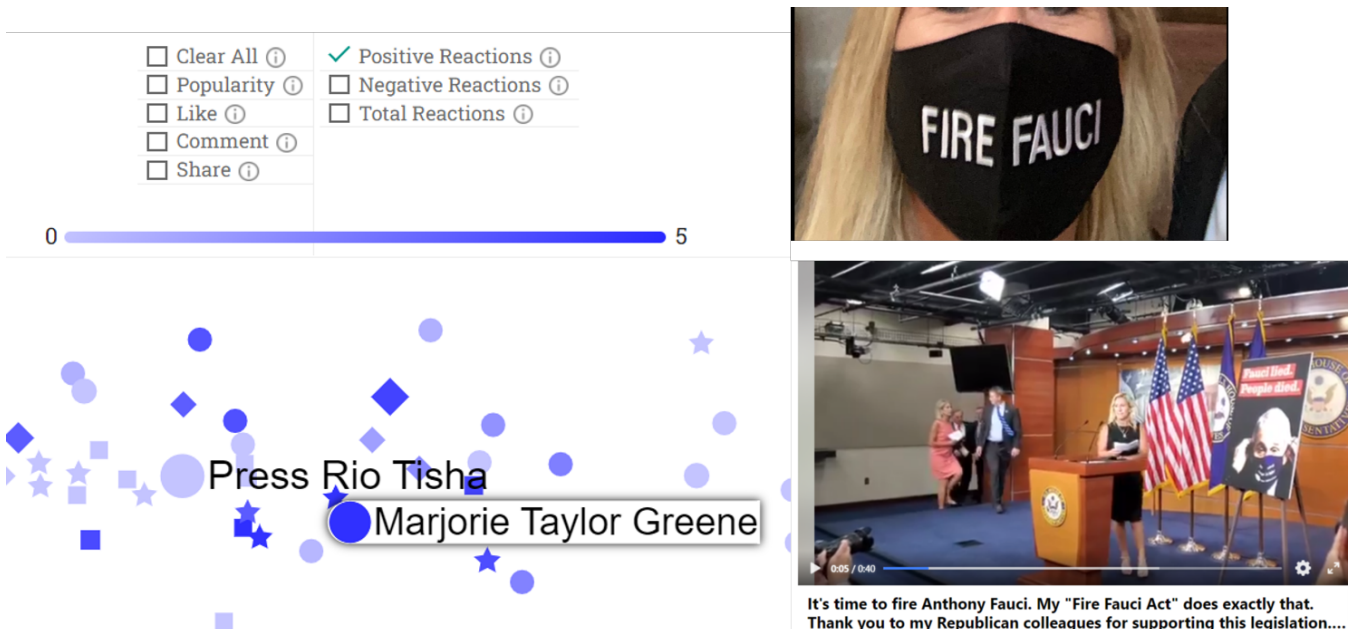 Clear All
Popularity
Like
Comment
Share
Positive Reactions
Negative Reactions
Total Reactions
0
5
Press Rio Tisha
Marjorie Taylor Greene
FIRE FAUCI
Fauci lied.
People died.
HOUSE OF
0:05 / 0:40
It's time to fire Anthony Fauci. My "Fire Fauci Act" does exactly that.
Thank you to my Republican colleagues for supporting this legislation....